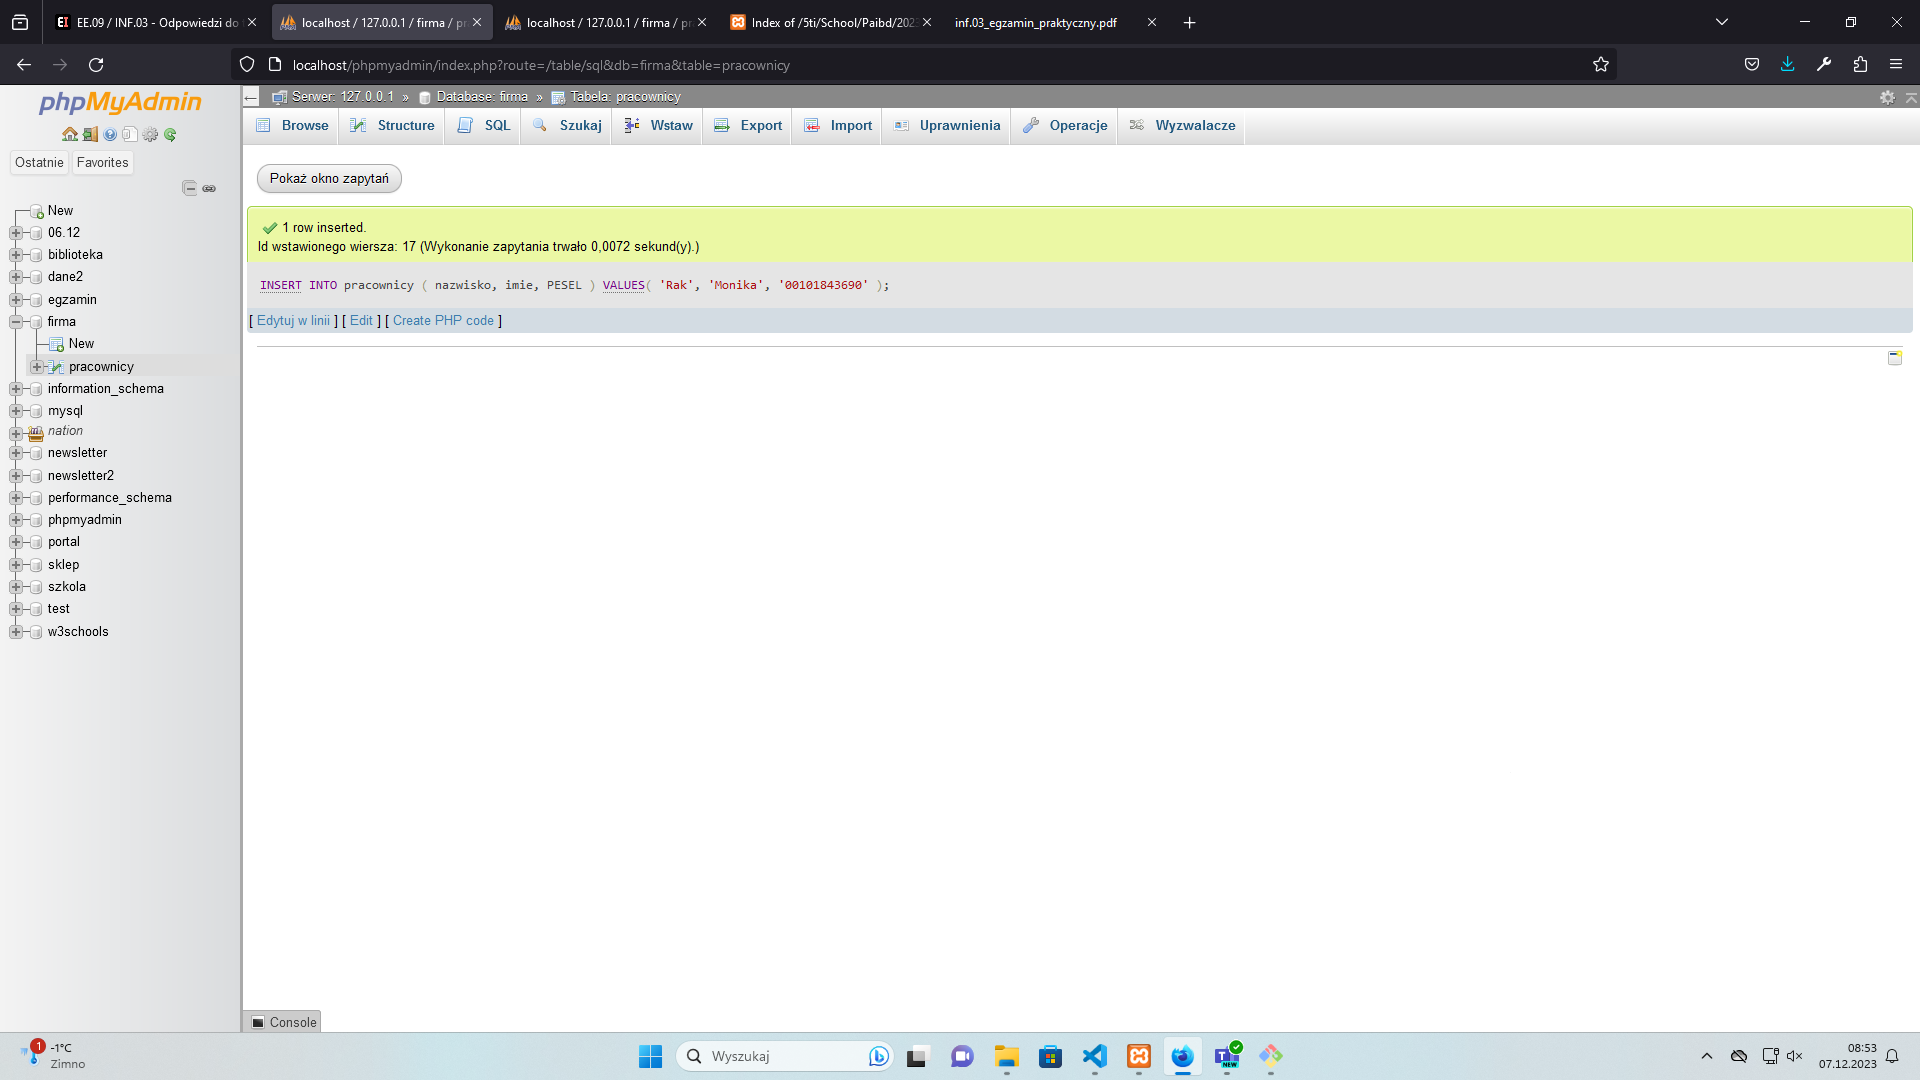 EE.09 / INF.03 - Odpowiedzi do
localhost / 127.0.0.1 / firma / pr
localhost / 127.0.0.1 / firma / pr
Index of /5ti/School/Paibd/2023
inf.03_egzamin_praktyczny.pdf
localhost/phpmyadmin/index.php?route=/table/sql&db=firma&table=pracownicy
phpMyAdmin
Ostatnie
Favorites
New
06.12
biblioteka
dane2
egzamin
firma
New
pracownicy
information_schema
mysql
nation
newsletter
newsletter2
performance_schema
phpmyadmin
portal
sklep
szkola
test
w3schools
Serwer: 127.0.0.1 » Database: firma » Tabela: pracownicy
Browse
Structure
SQL
Szukaj
Wstaw
Export
Import
Uprawnienia
Operacje
Wyzwalacze
Pokaż okno zapytań
1 row inserted.
Id wstawionego wiersza: 17 (Wykonanie zapytania trwało 0,0072 sekund(y).)
INSERT INTO pracownicy ( nazwisko, imie, PESEL ) VALUES( 'Rak', 'Monika', '00101843690' );
[ Edytuj w linii ] [ Edit ] [ Create PHP code ]
Console
1
-1°C
Zimno
Wyszukaj
NEW
08:53
07.12.2023